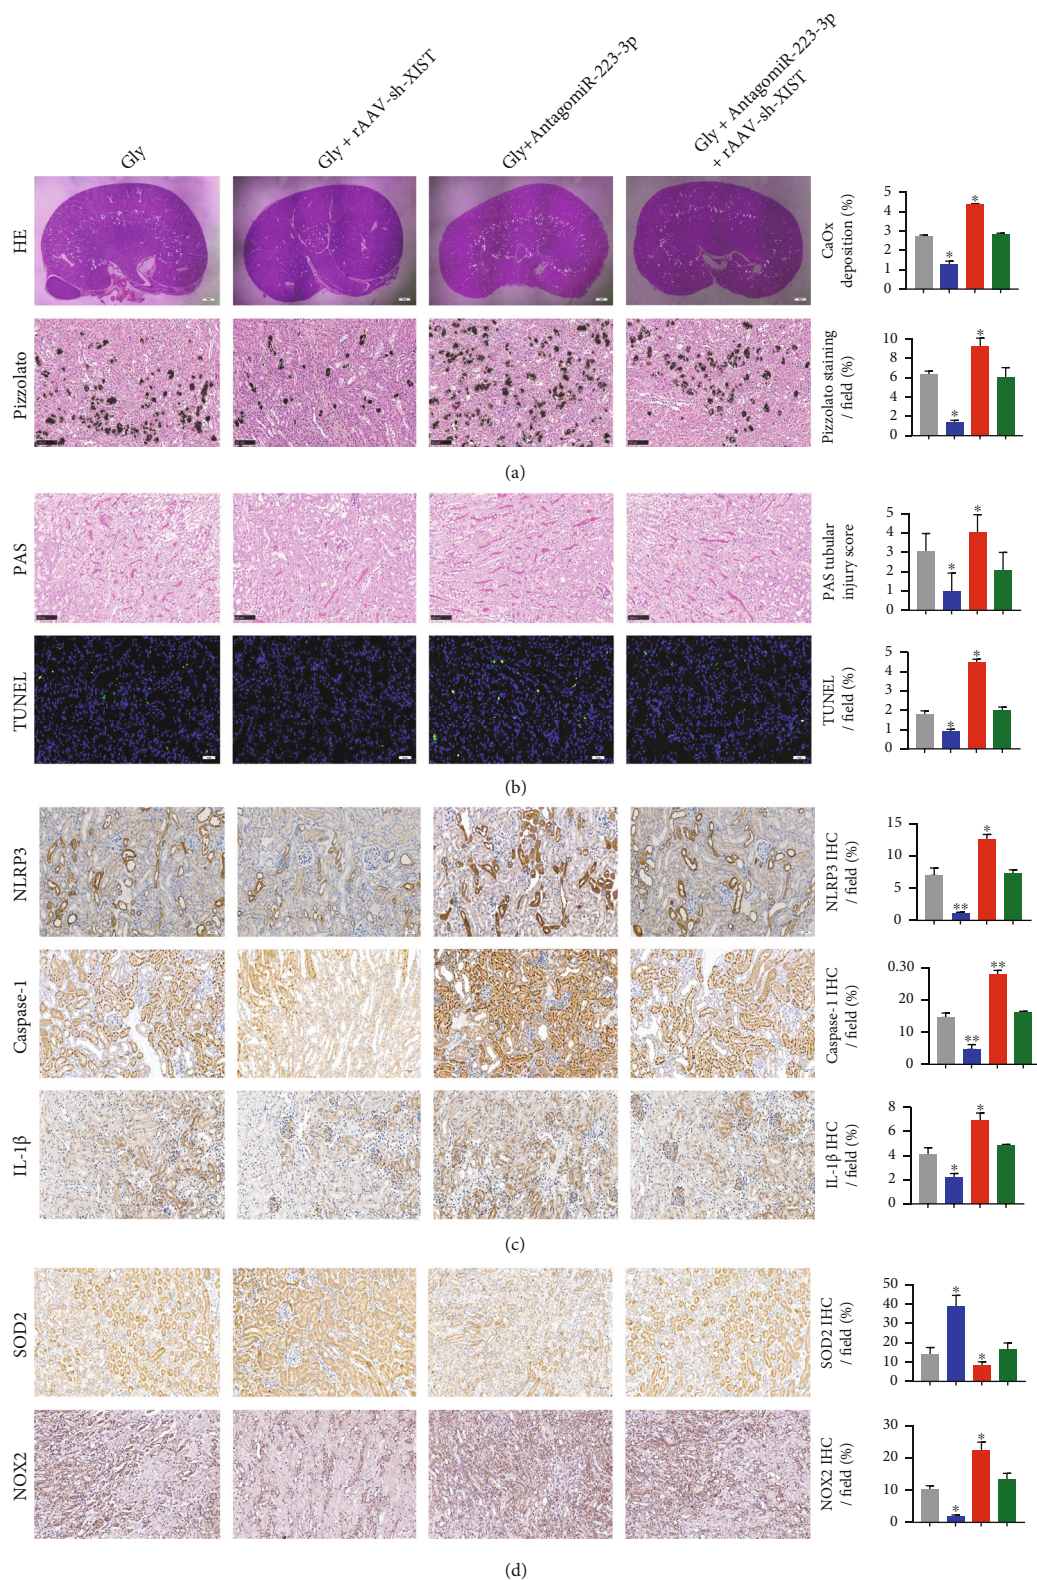 Gly
Gly + rAAV-sh-XIST
Gly+AntagomiR-223-3p
Gly + AntagomiR-223-3p
+ rAAV-sh-XIST
HE
CaOx
deposition (%)
5
4
3
2
1
0
*
*
Pizzolato
Pizzolato staining
/ field (%)
10
8
6
4
2
0
*
*
(a)
PAS
PAS tubular
injury score
5
4
3
2
1
0
*
*
TUNEL
TUNEL
/ field (%)
5
4
3
2
1
0
*
*
(b)
NLRP3
NLRP3 IHC
/ field (%)
15
10
5
0
**
*
Caspase-1
Caspase-1 IHC
/ field (%)
0.30
20
10
0
**
**
IL-1β
IL-1β IHC
/ field (%)
8
6
4
2
0
*
*
(c)
SOD2
SOD2 IHC
/ field (%)
50
40
30
20
10
0
*
*
NOX2
NOX2 IHC
/ field (%)
30
20
10
0
*
*
(d)